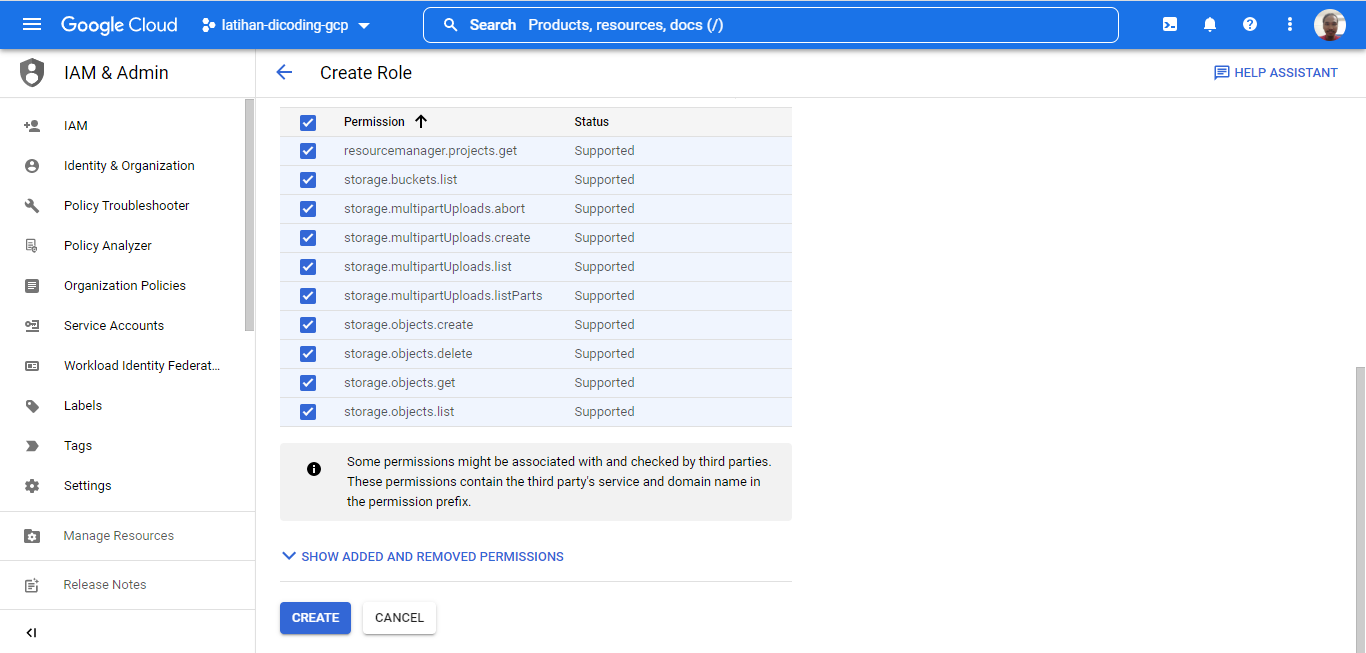 Google Cloud
latihan-dicoding-gcp
Search Products, resources, docs (/)
IAM & Admin
Create Role
HELP ASSISTANT
IAM
Identity & Organization
Policy Troubleshooter
Policy Analyzer
Organization Policies
Service Accounts
Workload Identity Federat...
Labels
Tags
Settings
Manage Resources
Release Notes
Permission Status
resourcemanager.projects.get Supported
storage.buckets.list Supported
storage.multipartUploads.abort Supported
storage.multipartUploads.create Supported
storage.multipartUploads.list Supported
storage.multipartUploads.listParts Supported
storage.objects.create Supported
storage.objects.delete Supported
storage.objects.get Supported
storage.objects.list Supported
Some permissions might be associated with and checked by third parties.
These permissions contain the third party's service and domain name in
the permission prefix.
SHOW ADDED AND REMOVED PERMISSIONS
CREATE CANCEL